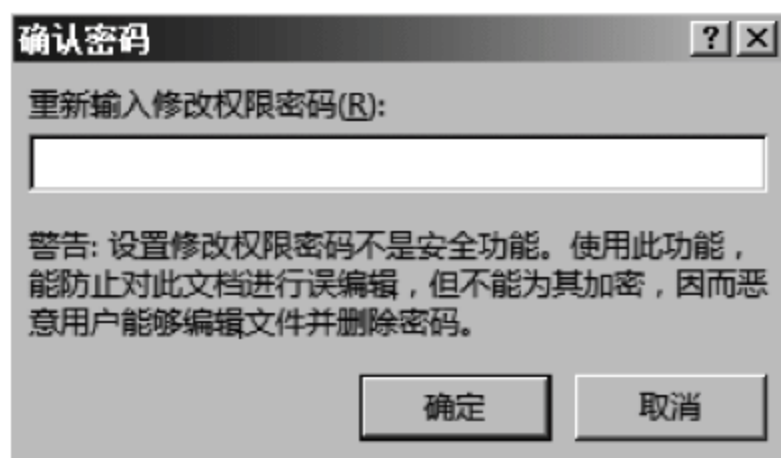 确认密码
重新输入修改权限密码(R):
警告: 设置修改权限密码不是安全功能。使用此功能，
能防止对此文档进行误编辑，但不能为其加密，因而恶
意用户能够编辑文件并删除密码。
确定 取消